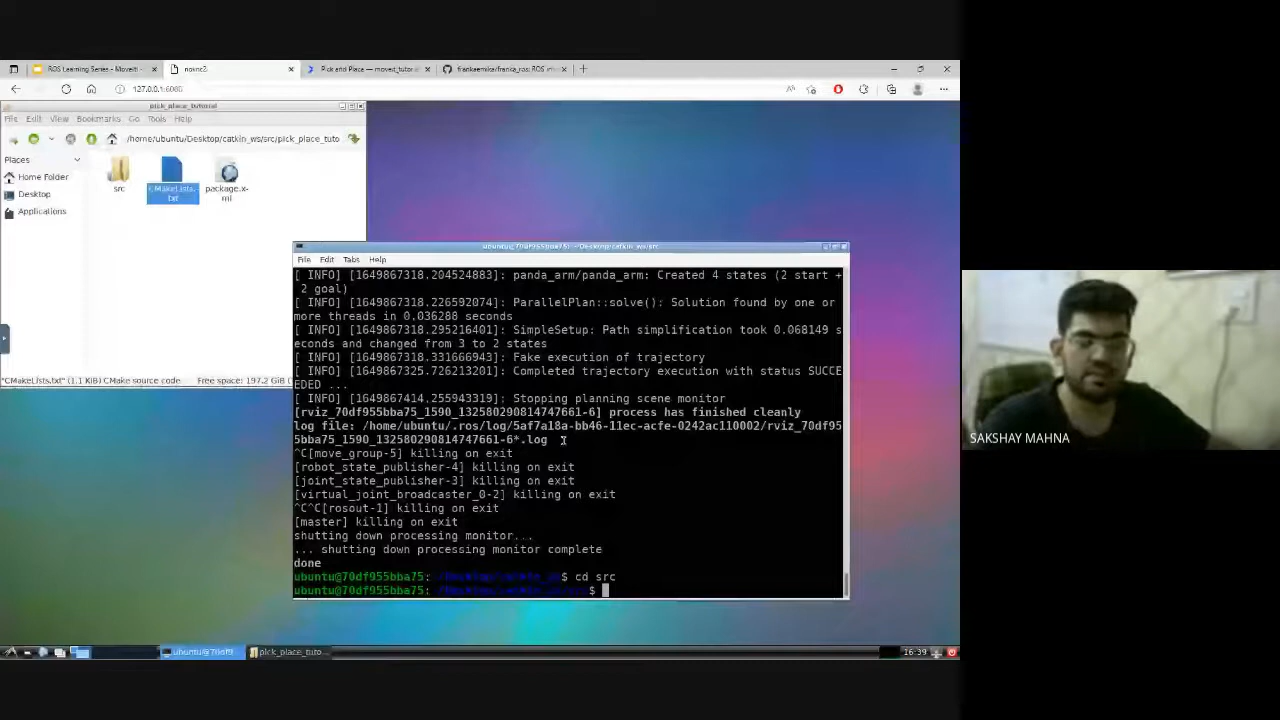 ROS Learning Series - MoveIt!
noVNC
Pick and Place — moveit_tutorial
frankaemika/franka_ros: ROS in
127.0.0.1:6080
pick_place_tutorial
File Edit View Bookmarks Go Tools Help
/home/ubuntu/Desktop/catkin_ws/src/pick_place_tuto
Places
Home Folder
Desktop
Applications
src
CMakeLists.
txt
package.x-
ml
"CMakeLists.txt" (1.1 KiB) CMake source code
Free space: 197.2 GiB
ubuntu@70df955bba75: ~/Desktop/catkin_ws/src
File Edit Tabs Help
[ INFO] [1649867318.204524883]: panda_arm/panda_arm: Created 4 states (2 start +
2 goal)
[ INFO] [1649867318.226592074]: ParallelPlan::solve(): Solution found by one or
more threads in 0.036288 seconds
[ INFO] [1649867318.295216401]: SimpleSetup: Path simplification took 0.068149 s
econds and changed from 3 to 2 states
[ INFO] [1649867318.331666943]: Fake execution of trajectory
[ INFO] [1649867325.726213201]: Completed trajectory execution with status SUCCE
EDED ...
[ INFO] [1649867414.255943319]: Stopping planning scene monitor
[rviz_70df955bba75_1590_132580290814747661-6] process has finished cleanly
log file: /home/ubuntu/.ros/log/5af7a18a-bb46-11ec-acfe-0242ac110002/rviz_70df95
5bba75_1590_132580290814747661-6*.log
^C[move_group-5] killing on exit
[robot_state_publisher-4] killing on exit
[joint_state_publisher-3] killing on exit
[virtual_joint_broadcaster_0-2] killing on exit
^C^C[rosout-1] killing on exit
[master] killing on exit
shutting down processing monitor...
... shutting down processing monitor complete
done
ubuntu@70df955bba75:~/Desktop/catkin_ws$ cd src
ubuntu@70df955bba75:~/Desktop/catkin_ws/src$
ubuntu@70df9
pick_place_tuto...
16:39
SAKSHAY MAHNA